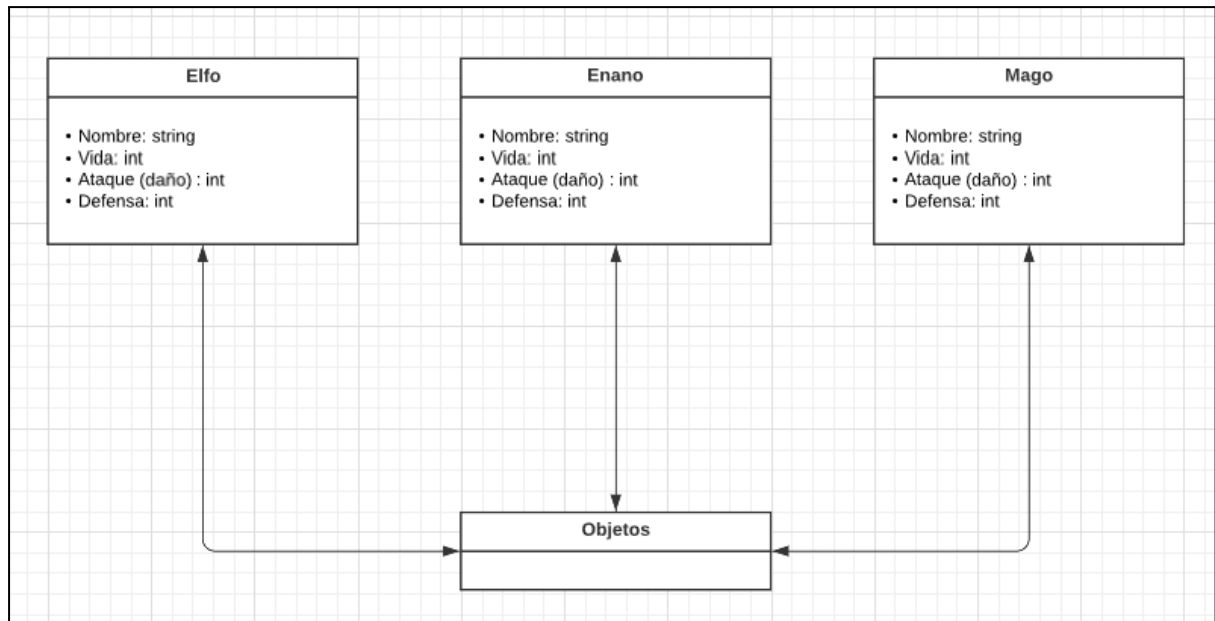 Elfo
• Nombre: string
• Vida: int
• Ataque (daño) : int
• Defensa: int
Enano
• Nombre: string
• Vida: int
• Ataque (daño) : int
• Defensa: int
Mago
• Nombre: string
• Vida: int
• Ataque (daño) : int
• Defensa: int
Objetos